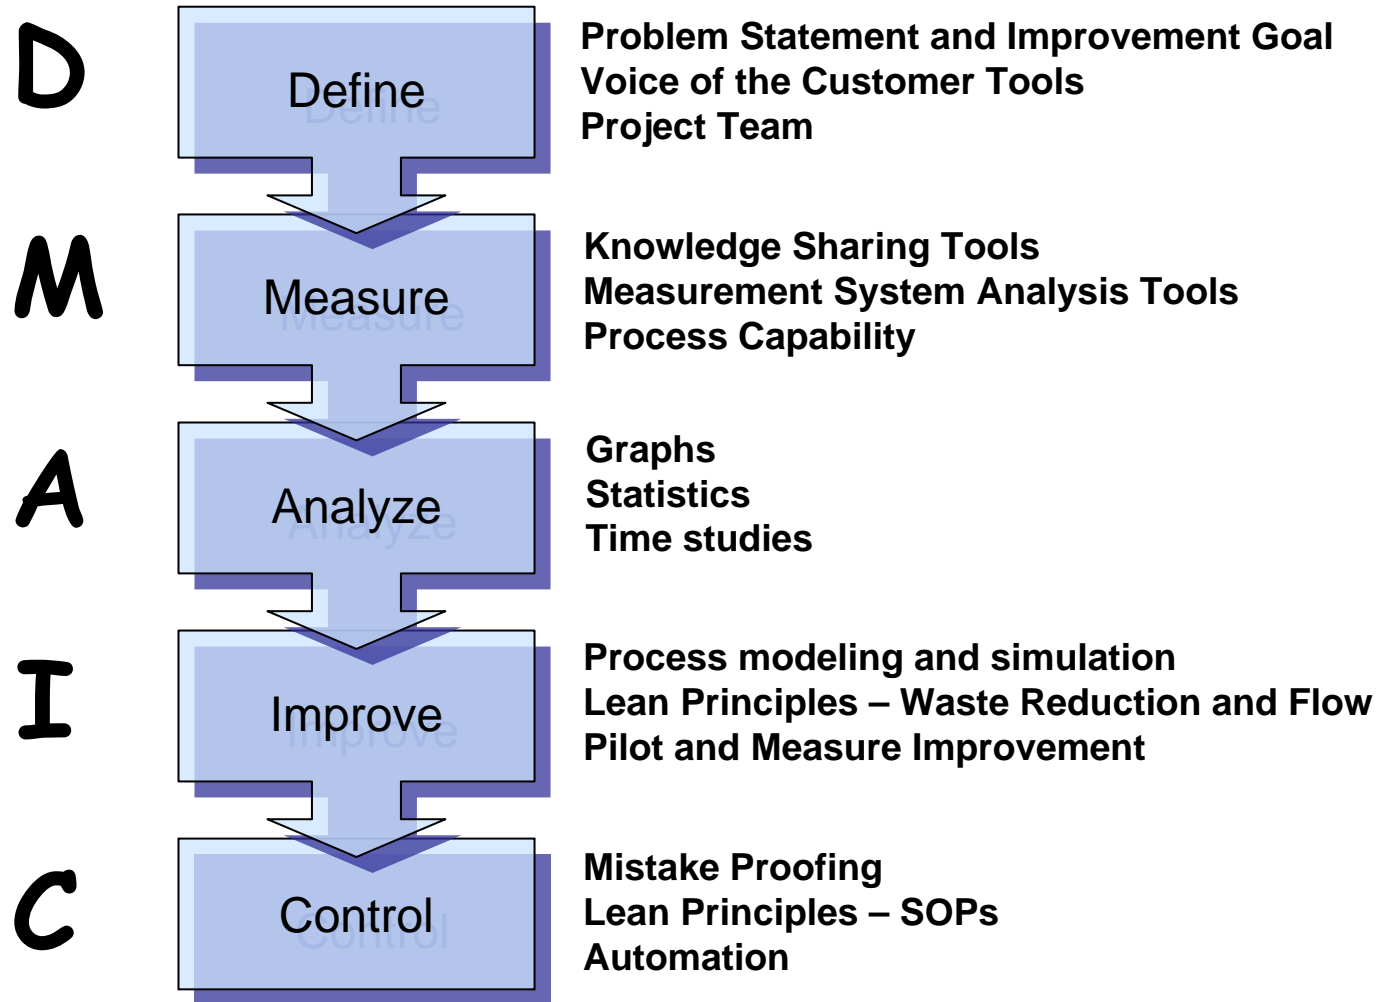 D
Define
Problem Statement and Improvement Goal
Voice of the Customer Tools
Project Team
M
Measure
Knowledge Sharing Tools
Measurement System Analysis Tools
Process Capability
A
Analyze
Graphs
Statistics
Time studies
I
Improve
Process modeling and simulation
Lean Principles – Waste Reduction and Flow
Pilot and Measure Improvement
C
Control
Mistake Proofing
Lean Principles – SOPs
Automation